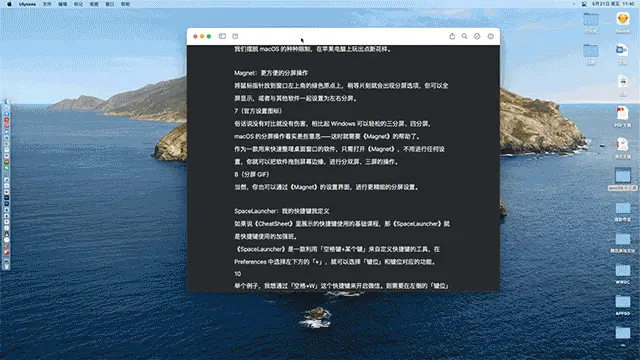 Ulysses 文件 编辑 格式 显示 窗口 帮助
6月21日 周五 11:40
我们摆脱 macOS 的种种限制，在苹果电脑上玩出点新花样。
Magnet：更方便的分屏操作
将鼠标指针放到窗口左上角的绿色原点上，稍等片刻就会出现分屏选项，你可以全
屏显示，或者与其他软件一起设置为左右分屏。
7（官方设置图标）
俗话说没有对比就没有伤害，相比起 Windows 可以轻松的三分屏、四分屏，
macOS 的分屏操作着实是些意思——这时就需要《Magnet》的帮助了。
作为一款用来快速整理桌面窗口的软件，只需打开《Magnet》，不用进行任何设
置，你就可以把软件拖到屏幕边缘，进行分双屏、三屏的操作。
8（分屏 GIF）
当然，你也可以通过《Magnet》的设置界面，进行更精细的分屏设置。
SpaceLauncher：我的快捷键我定义
如果说《CheatSheet》里展示的快捷键使用的基础课程，那《SpaceLauncher》就
是快捷键使用的加强班。
《SpaceLauncher》是一款利用「空格键+某个键」来自定义快捷键的工具，在
Preferences 中选择左下方的「+」，就可以选择「键位」和键位对应的功能。
10
举个例子，我想通过「空格+W」这个快捷键来开启微信。则需要在左侧的「键位」
PDF 文稿
WWDC
APPSO